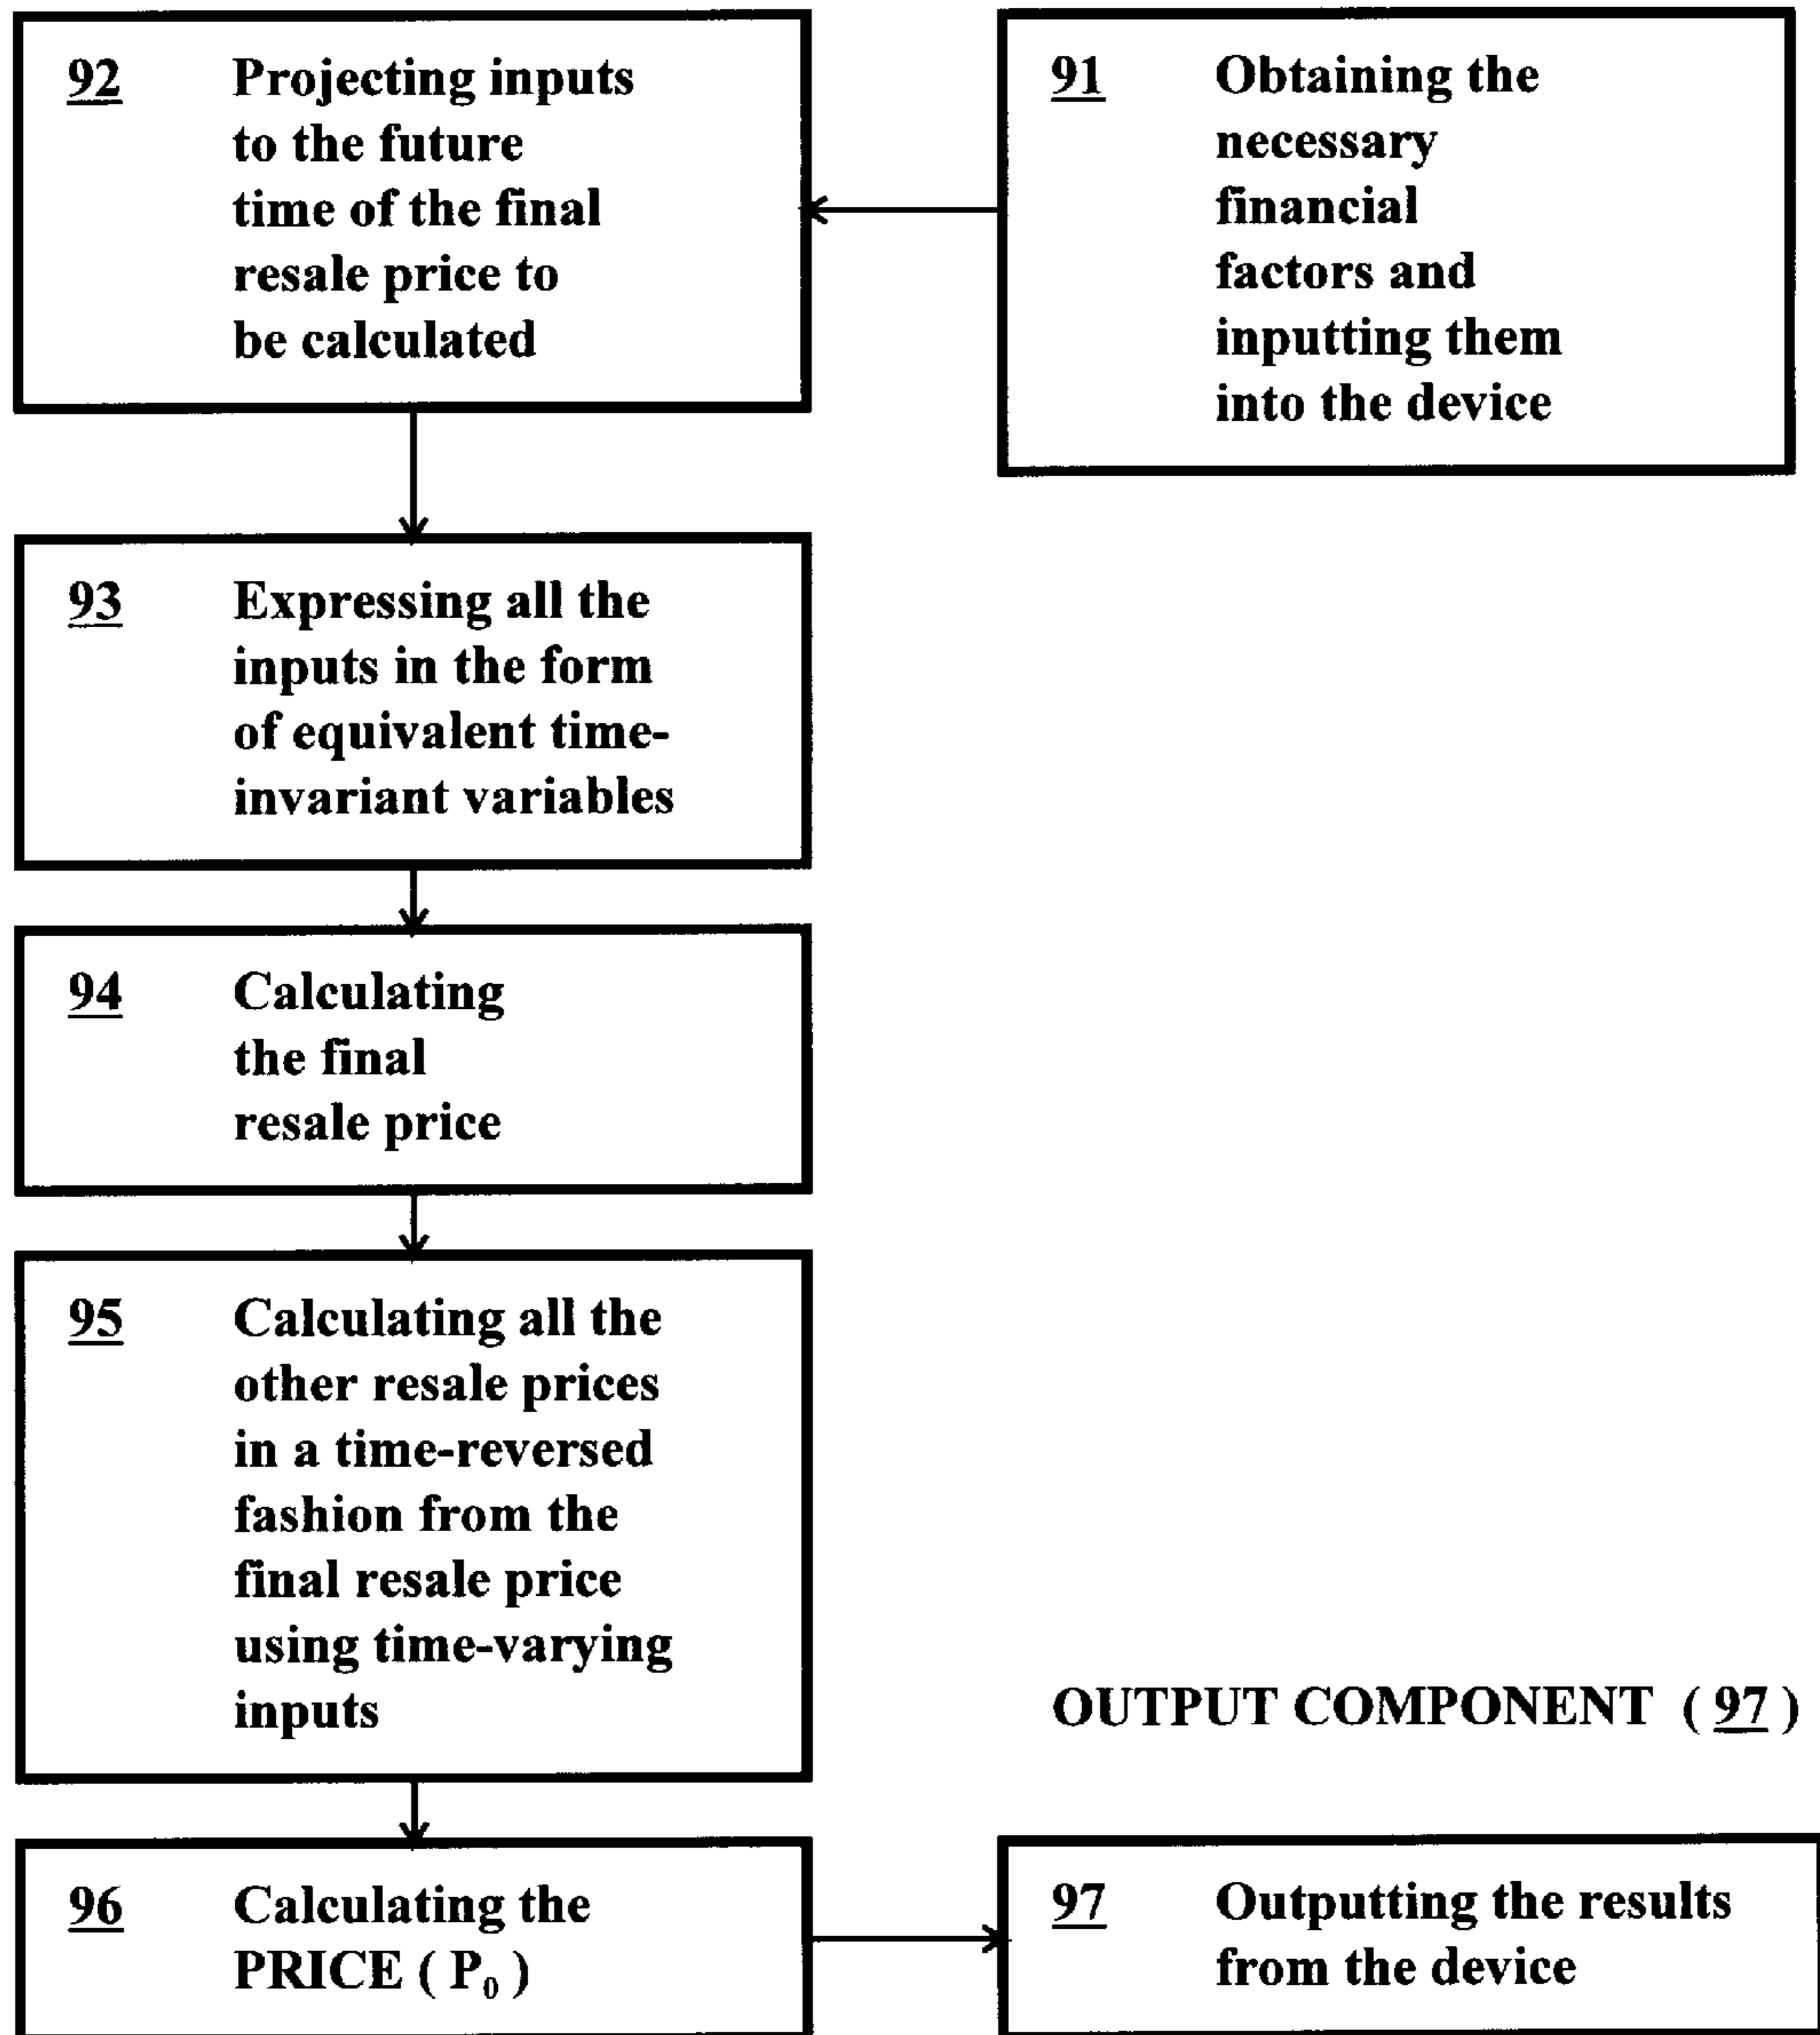 92 Projecting inputs
to the future
time of the final
resale price to
be calculated
91 Obtaining the
necessary
financial
factors and
inputting them
into the device
93 Expressing all the
inputs in the form
of equivalent time-
invariant variables
94 Calculating
the final
resale price
95 Calculating all the
other resale prices
in a time-reversed
fashion from the
final resale price
using time-varying
inputs
OUTPUT COMPONENT ( 97 )
96 Calculating the
PRICE ( P₀ )
97 Outputting the results
from the device